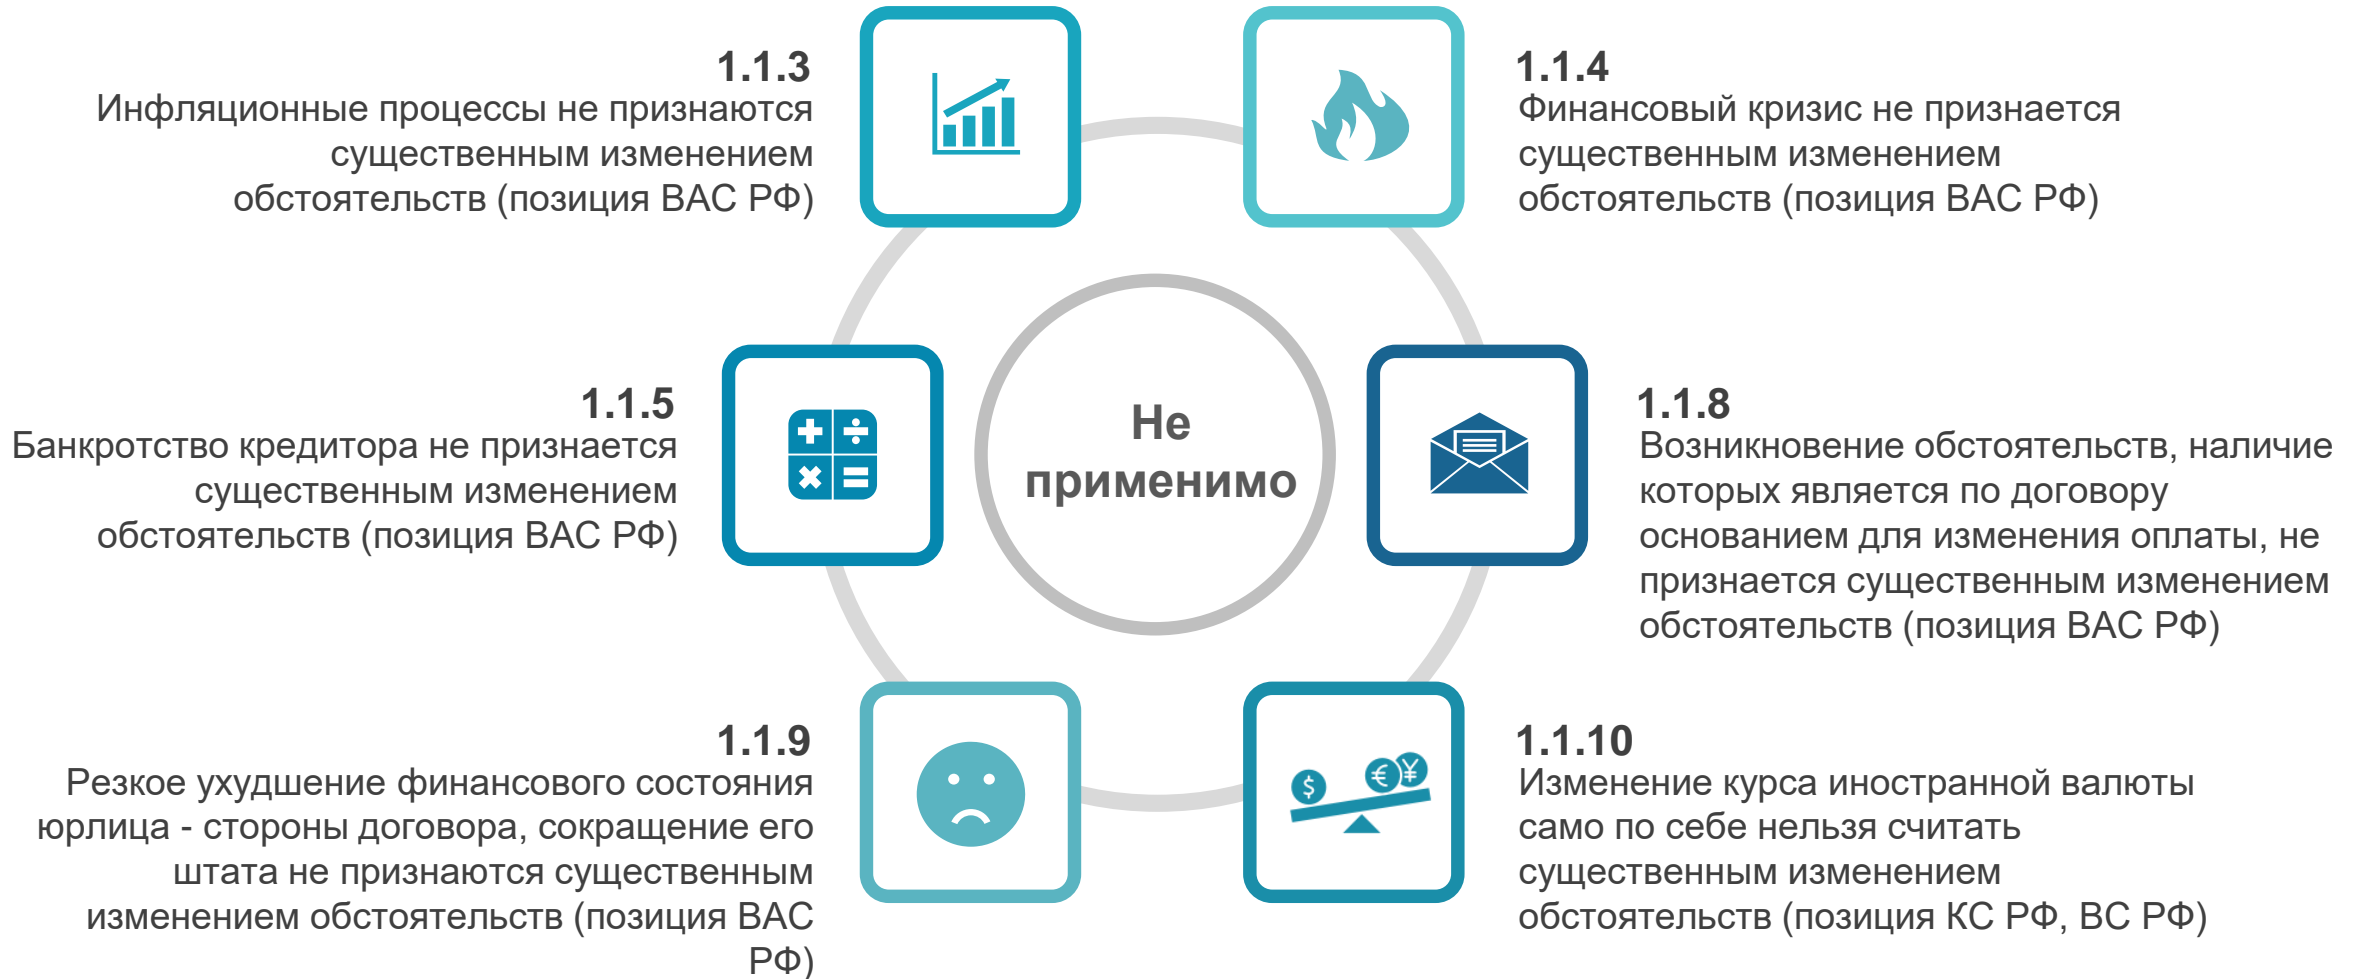 1.1.3
Инфляционные процессы не признаются
существенным изменением
обстоятельств (позиция ВАС РФ)
1.1.4
Финансовый кризис не признается
существенным изменением
обстоятельств (позиция ВАС РФ)
1.1.5
Банкротство кредитора не признается
существенным изменением
обстоятельств (позиция ВАС РФ)
Не
применимо
1.1.8
Возникновение обстоятельств, наличие
которых является по договору
основанием для изменения оплаты, не
признается существенным изменением
обстоятельств (позиция ВАС РФ)
1.1.9
Резкое ухудшение финансового состояния
юрлица - стороны договора, сокращение его
штата не признаются существенным
изменением обстоятельств (позиция ВАС
РФ)
$ € ¥
1.1.10
Изменение курса иностранной валюты
само по себе нельзя считать
существенным изменением
обстоятельств (позиция КС РФ, ВС РФ)